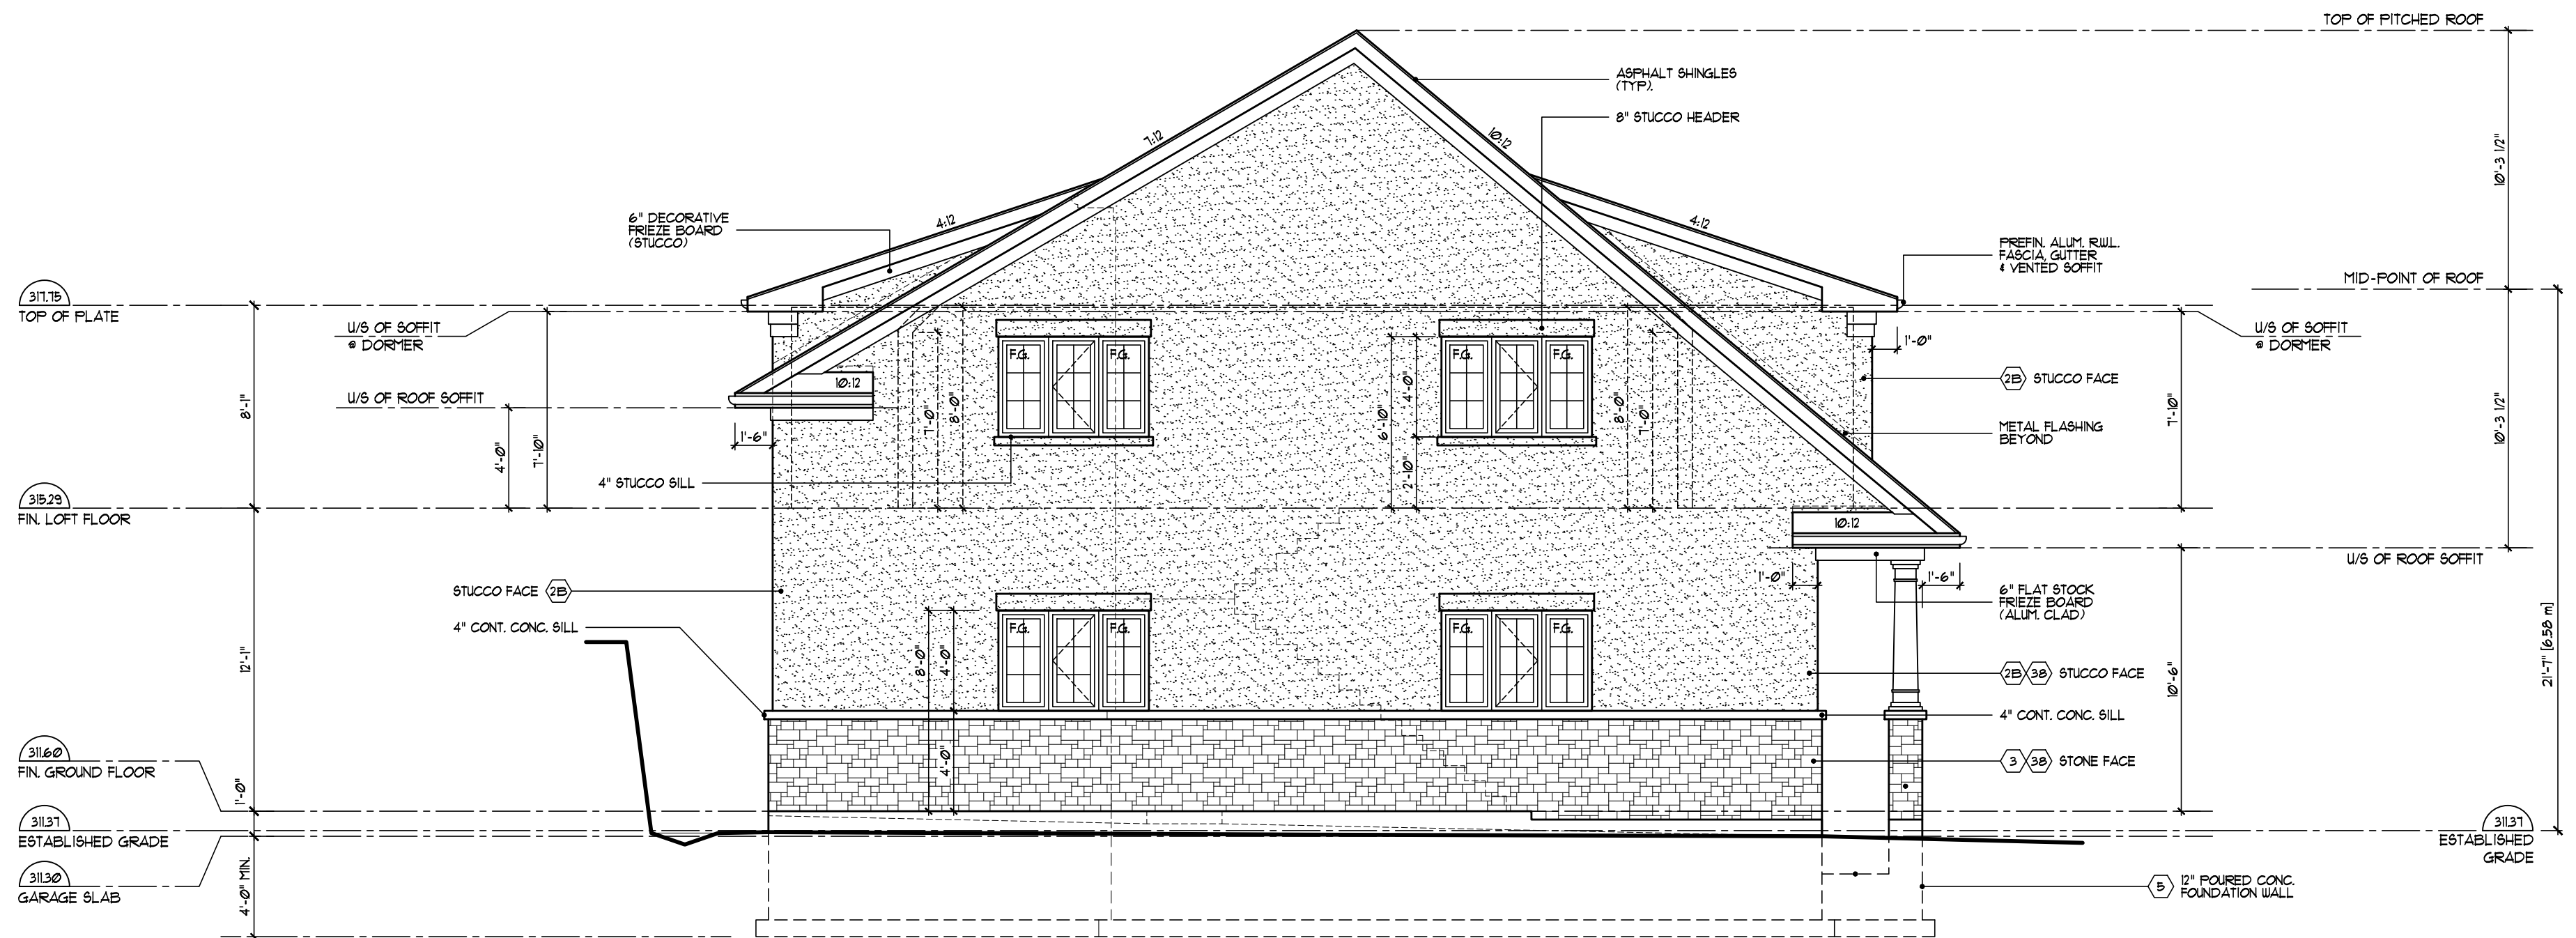 TOP OF PITCHED ROOF
ASPHALT SHINGLES
(TYP).
8" STUCCO HEADER
7:12
10:12
10'-3 1/2"
6" DECORATIVE
FRIEZE BOARD
(STUCCO)
4:12
4:12
PREFIN. ALUM. R.W.L.
FASCIA, GUTTER
& VENTED SOFFIT
MID-POINT OF ROOF
317.75
TOP OF PLATE
U/S OF SOFFIT
@ DORMER
U/S OF SOFFIT
@ DORMER
1'-0"
F.G.
F.G.
F.G.
F.G.
10:12
2B
STUCCO FACE
U/S OF ROOF SOFFIT
8'-1"
4'-0"
7'-10"
1'-6"
7'-0"
8'-0"
6'-10"
4'-0"
2'-10"
8'-0"
7'-0"
7'-10"
10'-3 1/2"
METAL FLASHING
BEYOND
4" STUCCO SILL
315.29
FIN. LOFT FLOOR
10:12
U/S OF ROOF SOFFIT
1'-0"
1'-6"
STUCCO FACE
2B
6" FLAT STOCK
FRIEZE BOARD
(ALUM. CLAD)
4" CONT. CONC. SILL
F.G.
F.G.
F.G.
F.G.
12'-1"
8'-0"
4'-0"
2B
38
STUCCO FACE
10'-6"
21'-7" [6.58 m]
4" CONT. CONC. SILL
4'-0"
3
38
STONE FACE
311.60
FIN. GROUND FLOOR
1'-0"
311.37
ESTABLISHED GRADE
311.37
ESTABLISHED
GRADE
311.30
GARAGE SLAB
4'-0" MIN.
5
12" POURED CONC.
FOUNDATION WALL